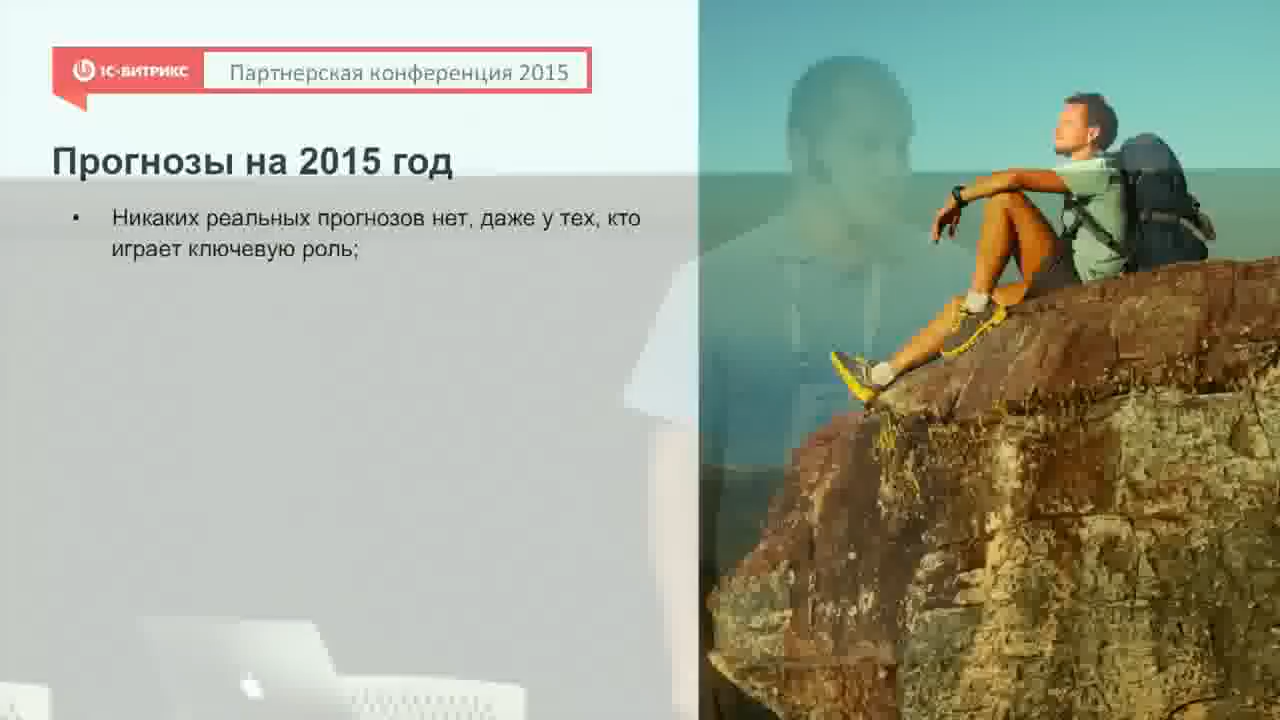 1С-БИТРИКС Партнерская конференция 2015
Прогнозы на 2015 год
• Никаких реальных прогнозов нет, даже у тех, кто
играет ключевую роль;